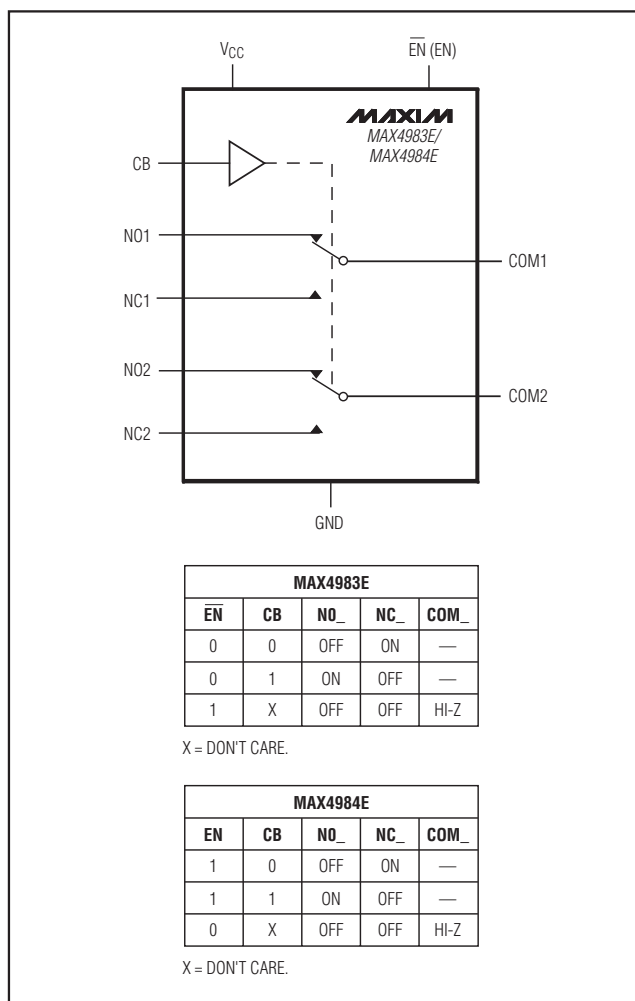 VCC
EN (EN)
MAXIM
MAX4983E/
MAX4984E
CB
NO1
COM1
NC1
NO2
COM2
NC2
GND
MAX4983E
EN CB NO_ NC_ COM_
0 0 OFF ON —
0 1 ON OFF —
1 X OFF OFF HI-Z
X = DON'T CARE.
MAX4984E
EN CB NO_ NC_ COM_
1 0 OFF ON —
1 1 ON OFF —
0 X OFF OFF HI-Z
X = DON'T CARE.